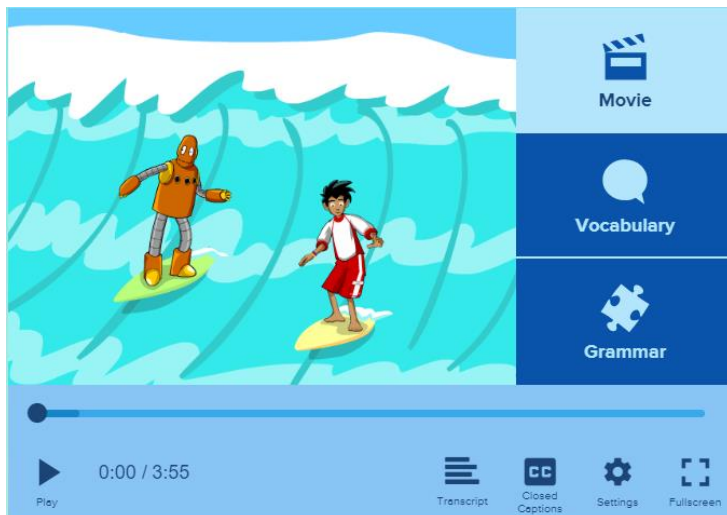 Movie
Vocabulary
Grammar
0:00 / 3:55
Play
Transcript
CC
Closed
Captions
Settings
Fullscreen